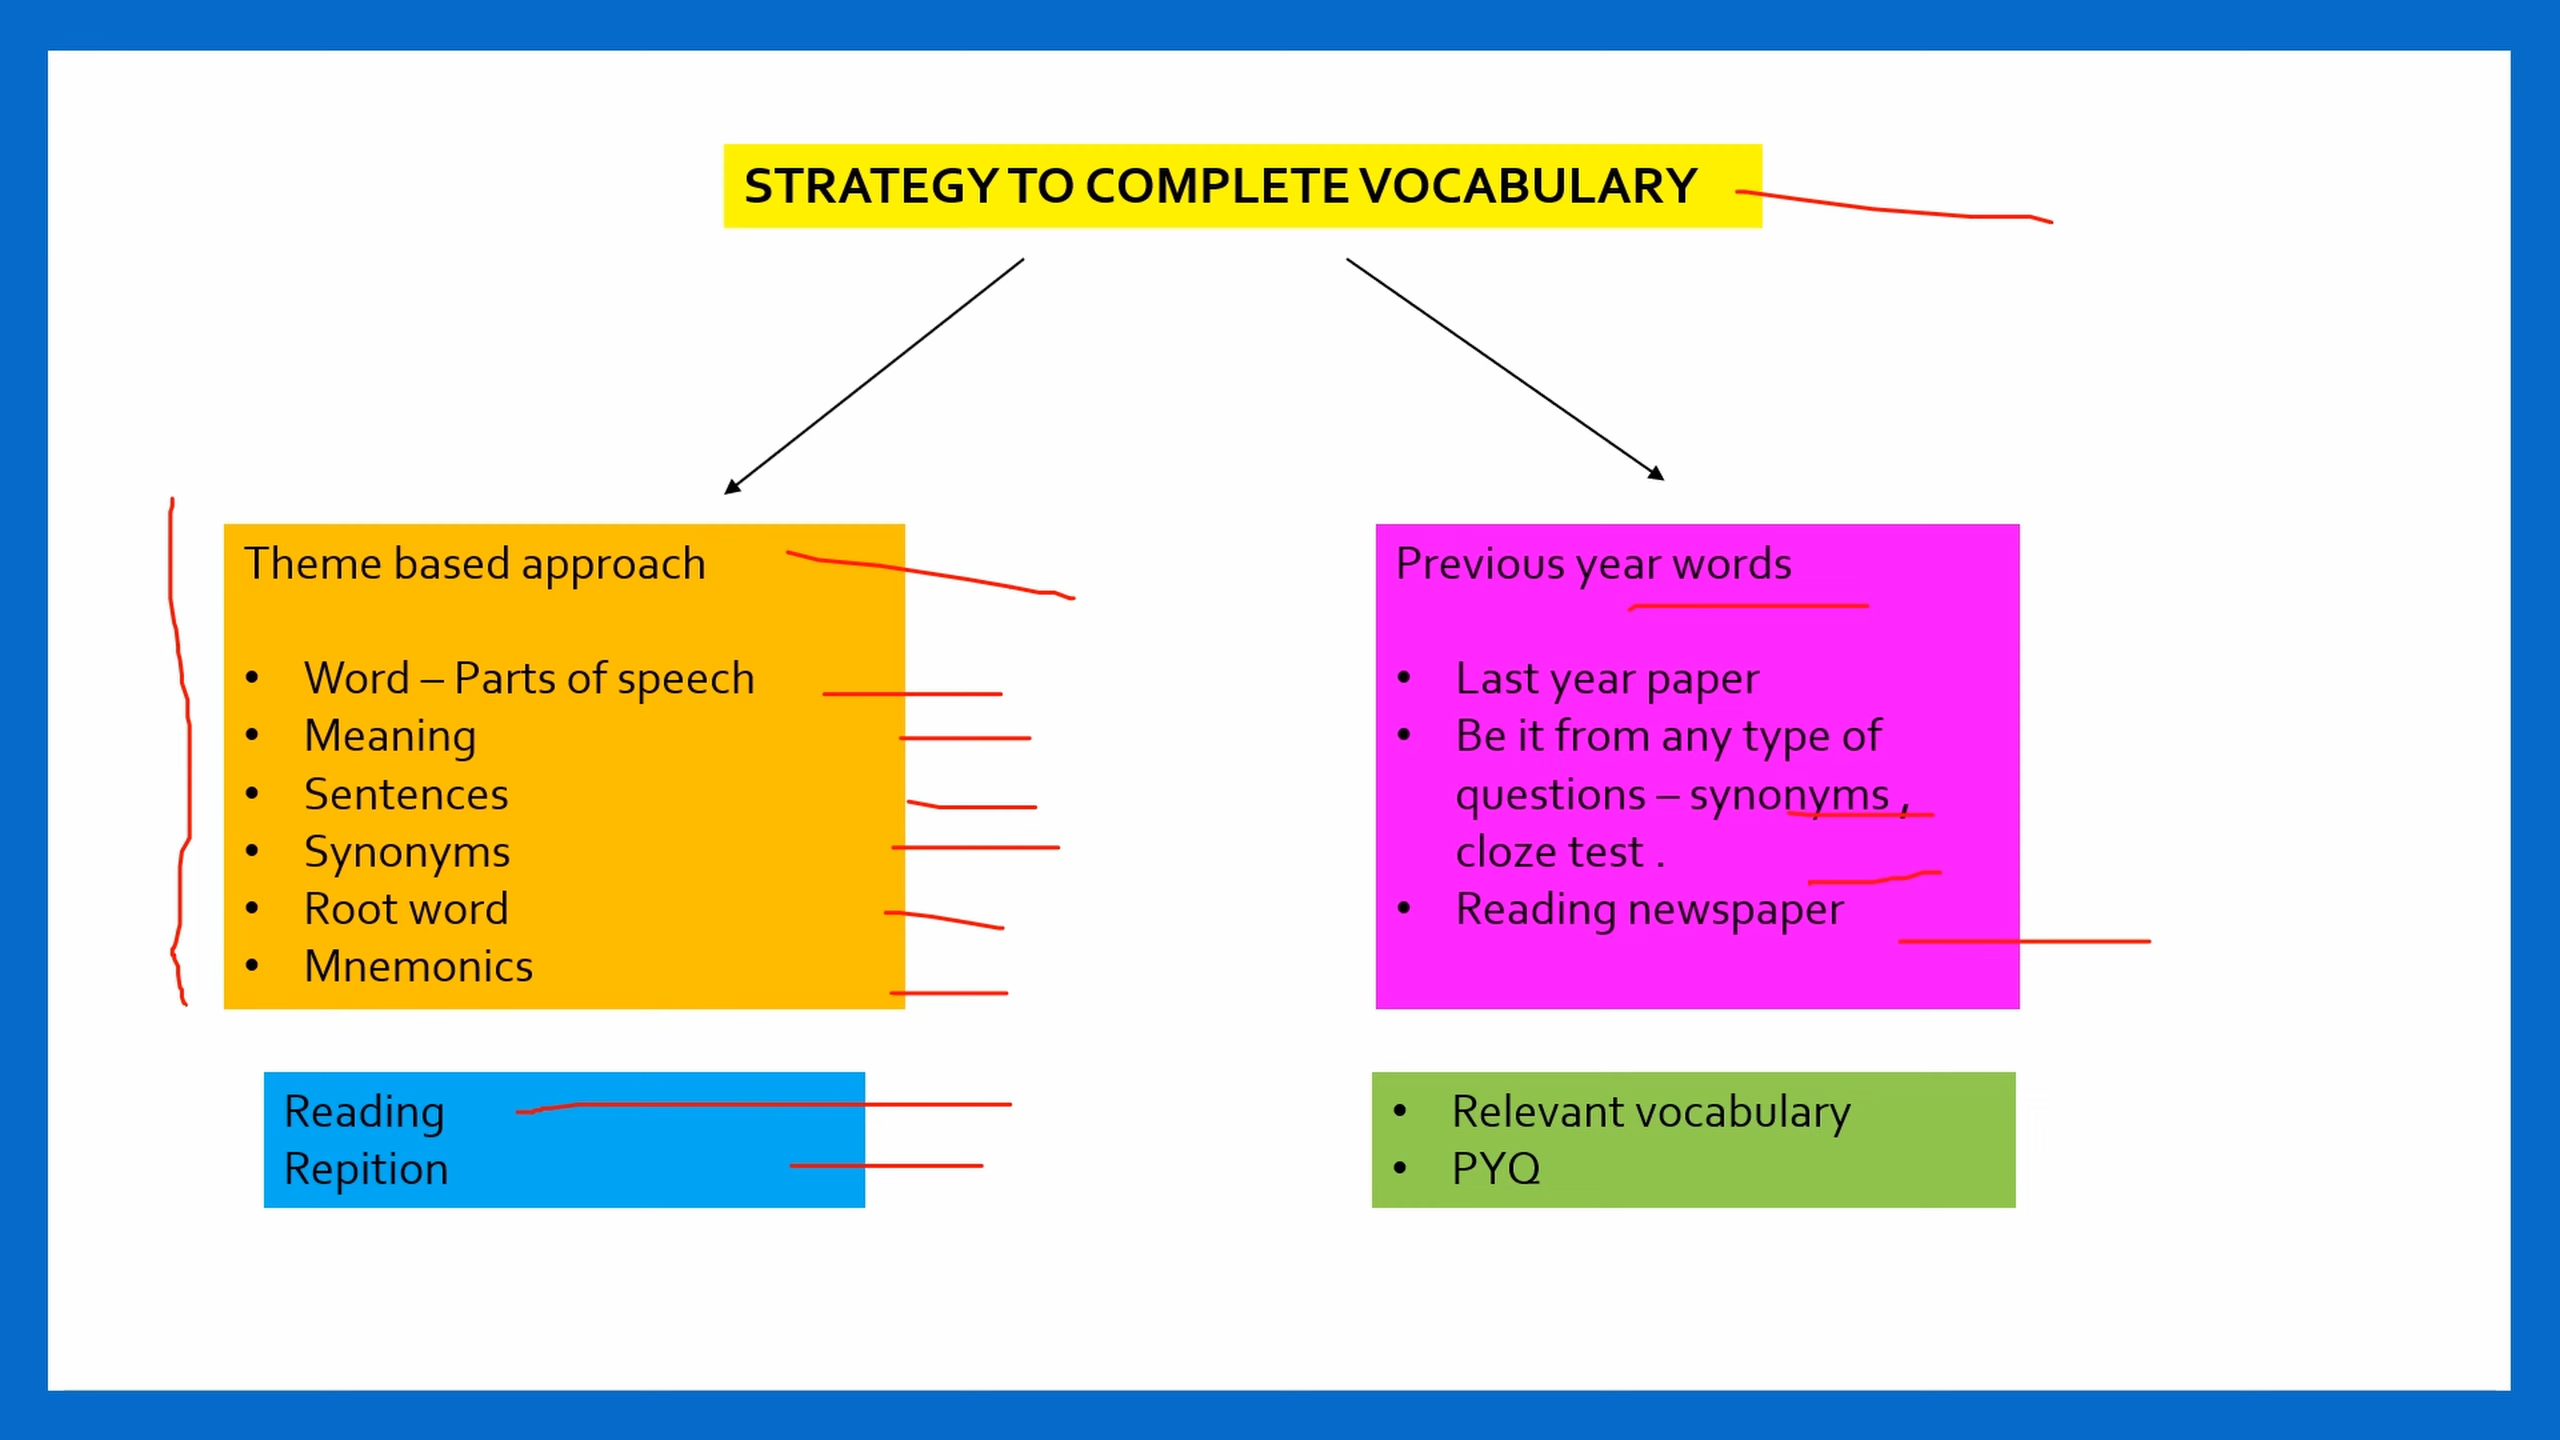 STRATEGY TO COMPLETE VOCABULARY
Theme based approach
• Word – Parts of speech
• Meaning
• Sentences
• Synonyms
• Root word
• Mnemonics
Reading
Repition
Previous year words
• Last year paper
• Be it from any type of
questions – synonyms ,
cloze test .
• Reading newspaper
• Relevant vocabulary
• PYQ